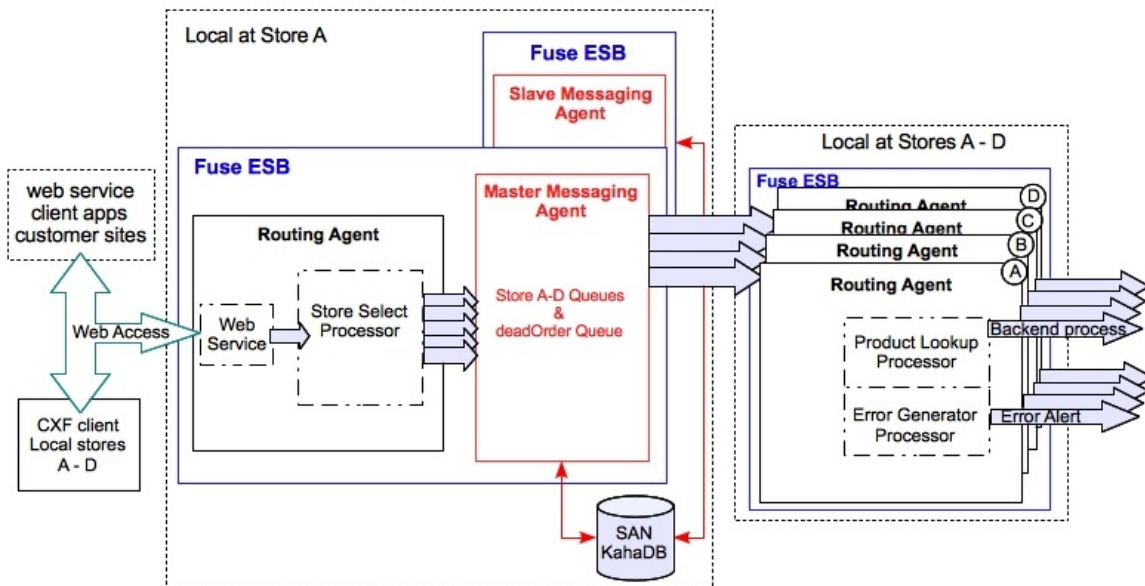 Local at Store A
Fuse ESB
Slave Messaging
Agent
Fuse ESB
Master Messaging
Agent
Routing Agent
web service
client apps
customer sites
Web Access
Web
Service
Store Select
Processor
Store A-D Queues
&
deadOrder Queue
CXF client
Local stores
A - D
SAN
KahaDB
Local at Stores A - D
Fuse ESB
D
Routing Agent
C
Routing Agent
B
Routing Agent
A
Routing Agent
Product Lookup
Processor
Backend process
Error Generator
Processor
Error Alert